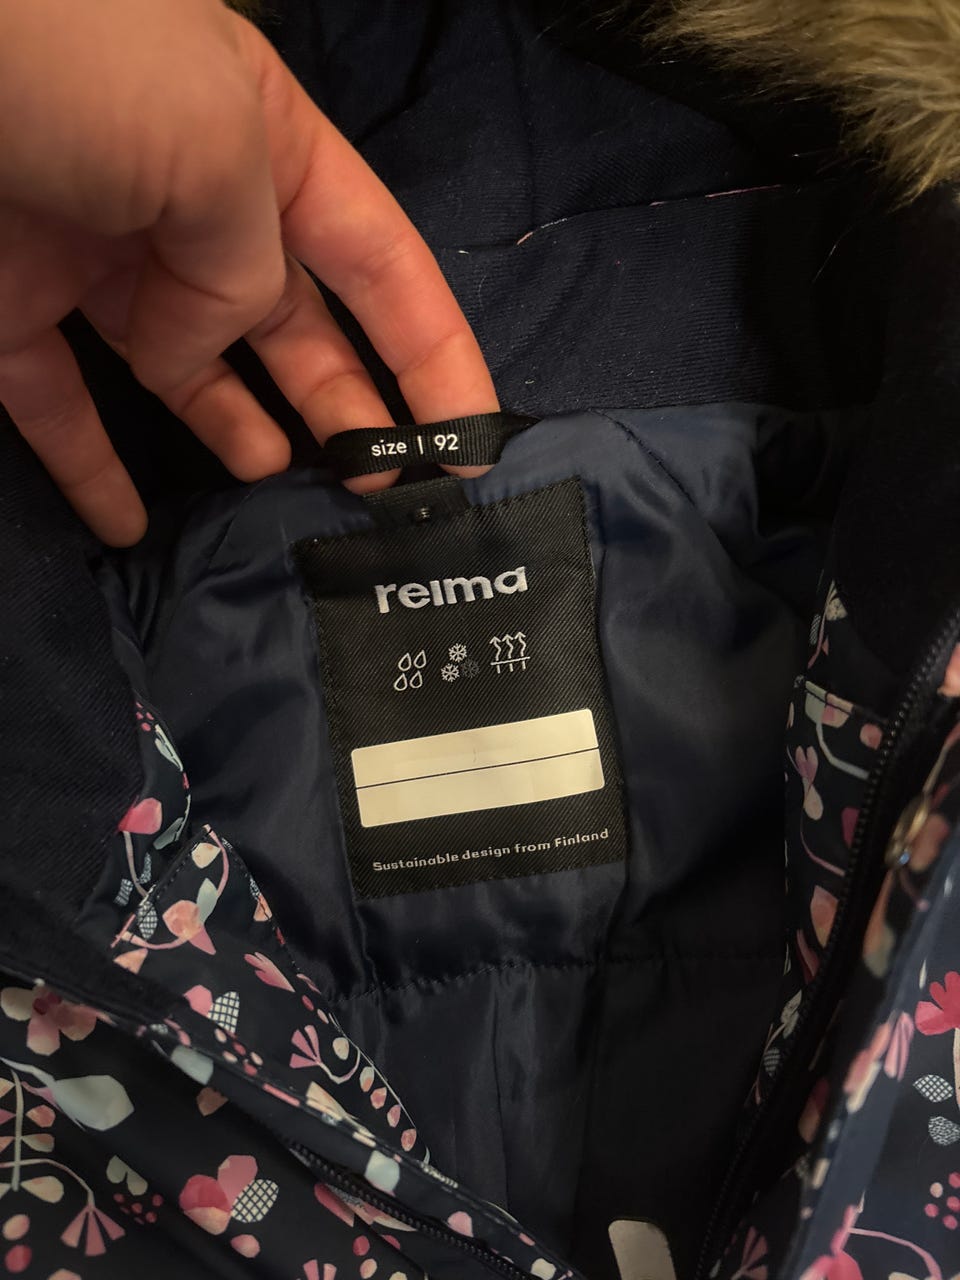 size | 92
reima
Sustainable design from Finland